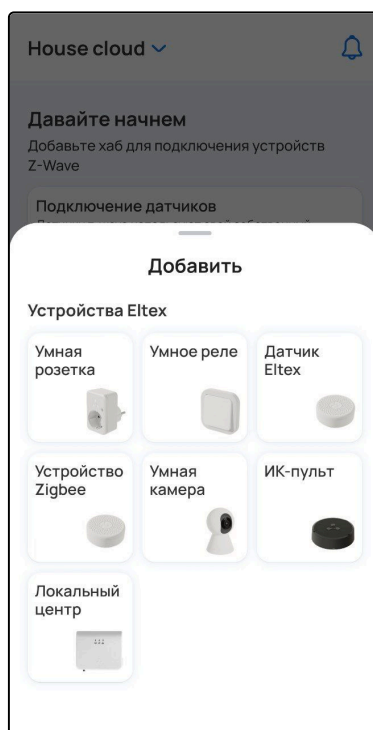 House cloud
Давайте начнем
Добавьте хаб для подключения устройств
Z-Wave
Подключение датчиков
Добавить
Устройства Eltex
Умная
розетка
Умное реле
Датчик
Eltex
Устройство
Zigbee
Умная
камера
ИК-пульт
Локальный
центр